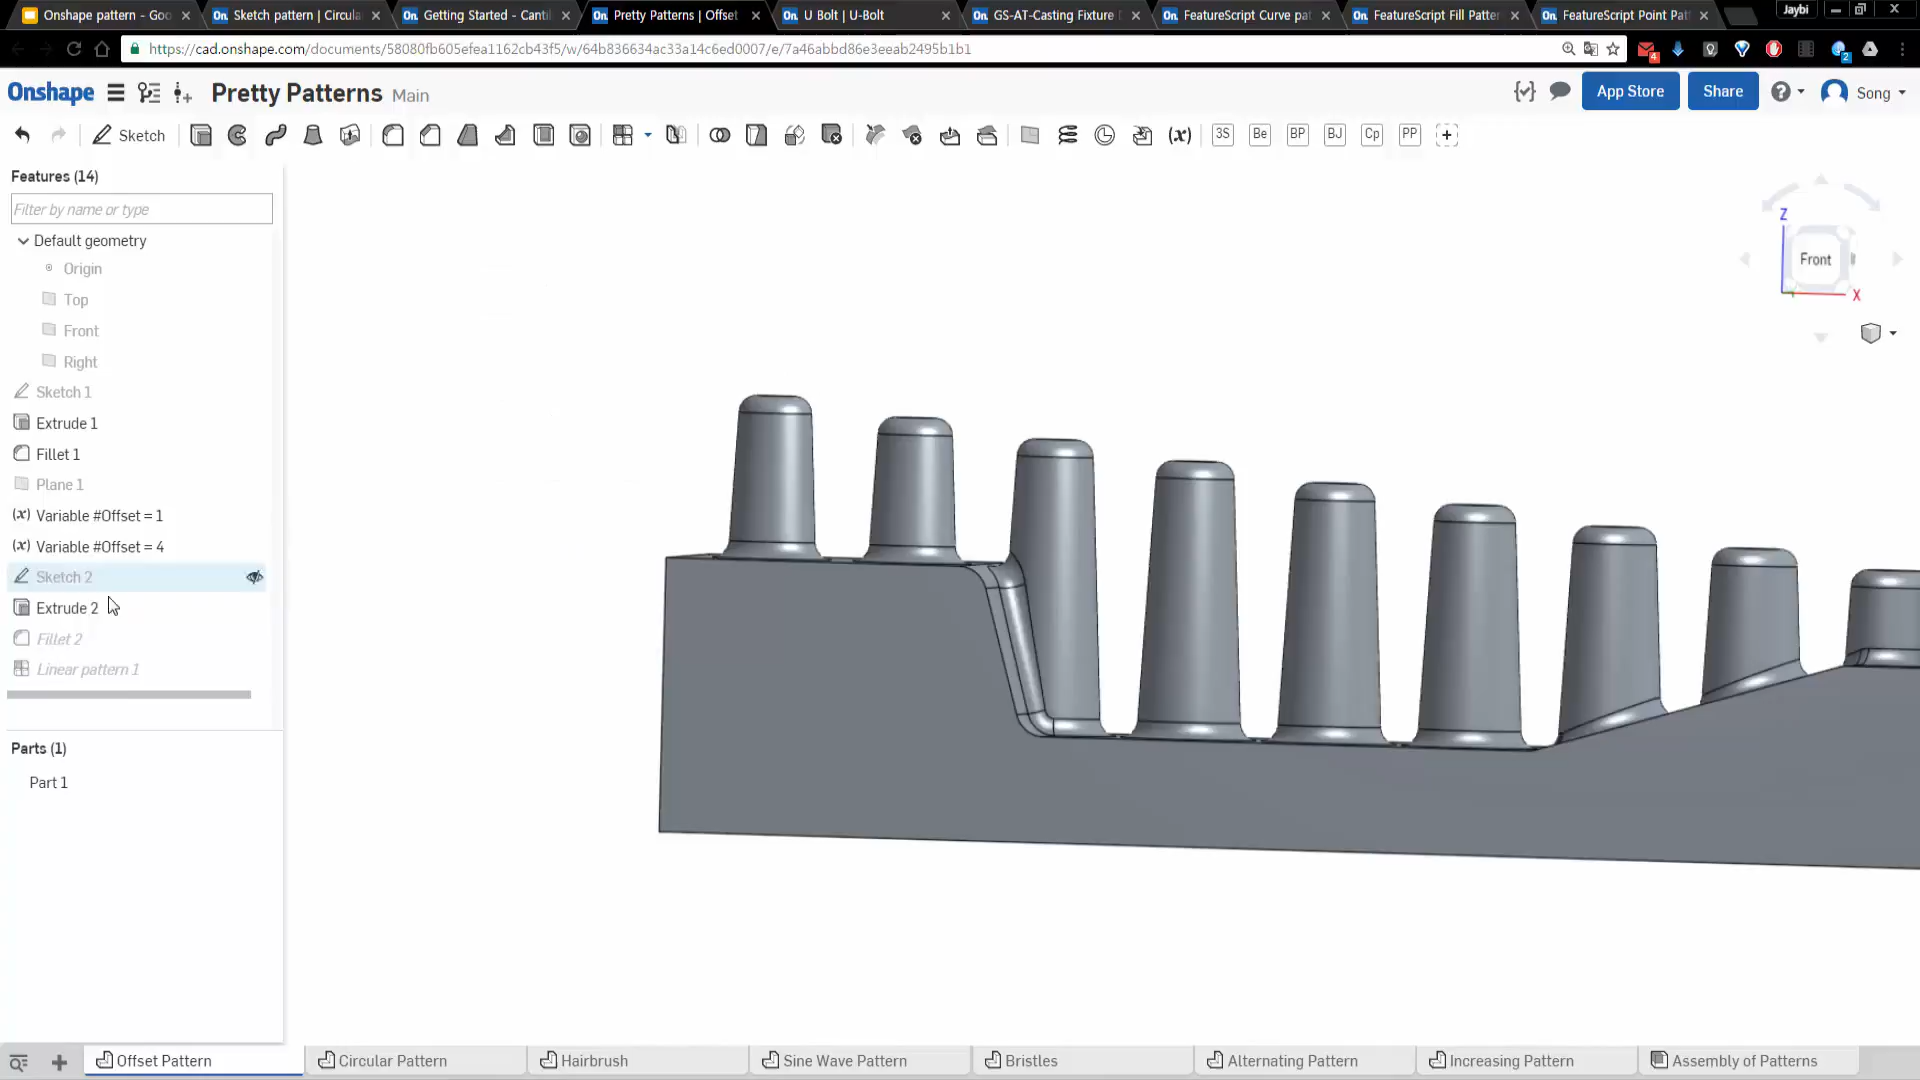 Onshape pattern - Goo
Sketch pattern | Circula
Getting Started - Canti
Pretty Patterns | Offset
U Bolt | U-Bolt
GS-AT-Casting Fixture
FeatureScript Curve pat
FeatureScript Fill Patter
FeatureScript Point Pat
Jaybi
https://cad.onshape.com/documents/58080fb605efea1162cb43f5/w/64b836634ac33a14c6ed0007/e/7a46abbd86e3eeab2495b1b1
4
2
Onshape
Pretty Patterns Main
App Store
Share
Song
Sketch
(x)
3S
Be
BP
BJ
Cp
PP
Features (14)
Filter by name or type
Default geometry
Origin
Top
Front
Right
Sketch 1
Extrude 1
Fillet 1
Plane 1
(x) Variable #Offset = 1
(x) Variable #Offset = 4
Sketch 2
Extrude 2
Fillet 2
Linear pattern 1
Parts (1)
Part 1
Z
Front
X
Offset Pattern
Circular Pattern
Hairbrush
Sine Wave Pattern
Bristles
Alternating Pattern
Increasing Pattern
Assembly of Patterns